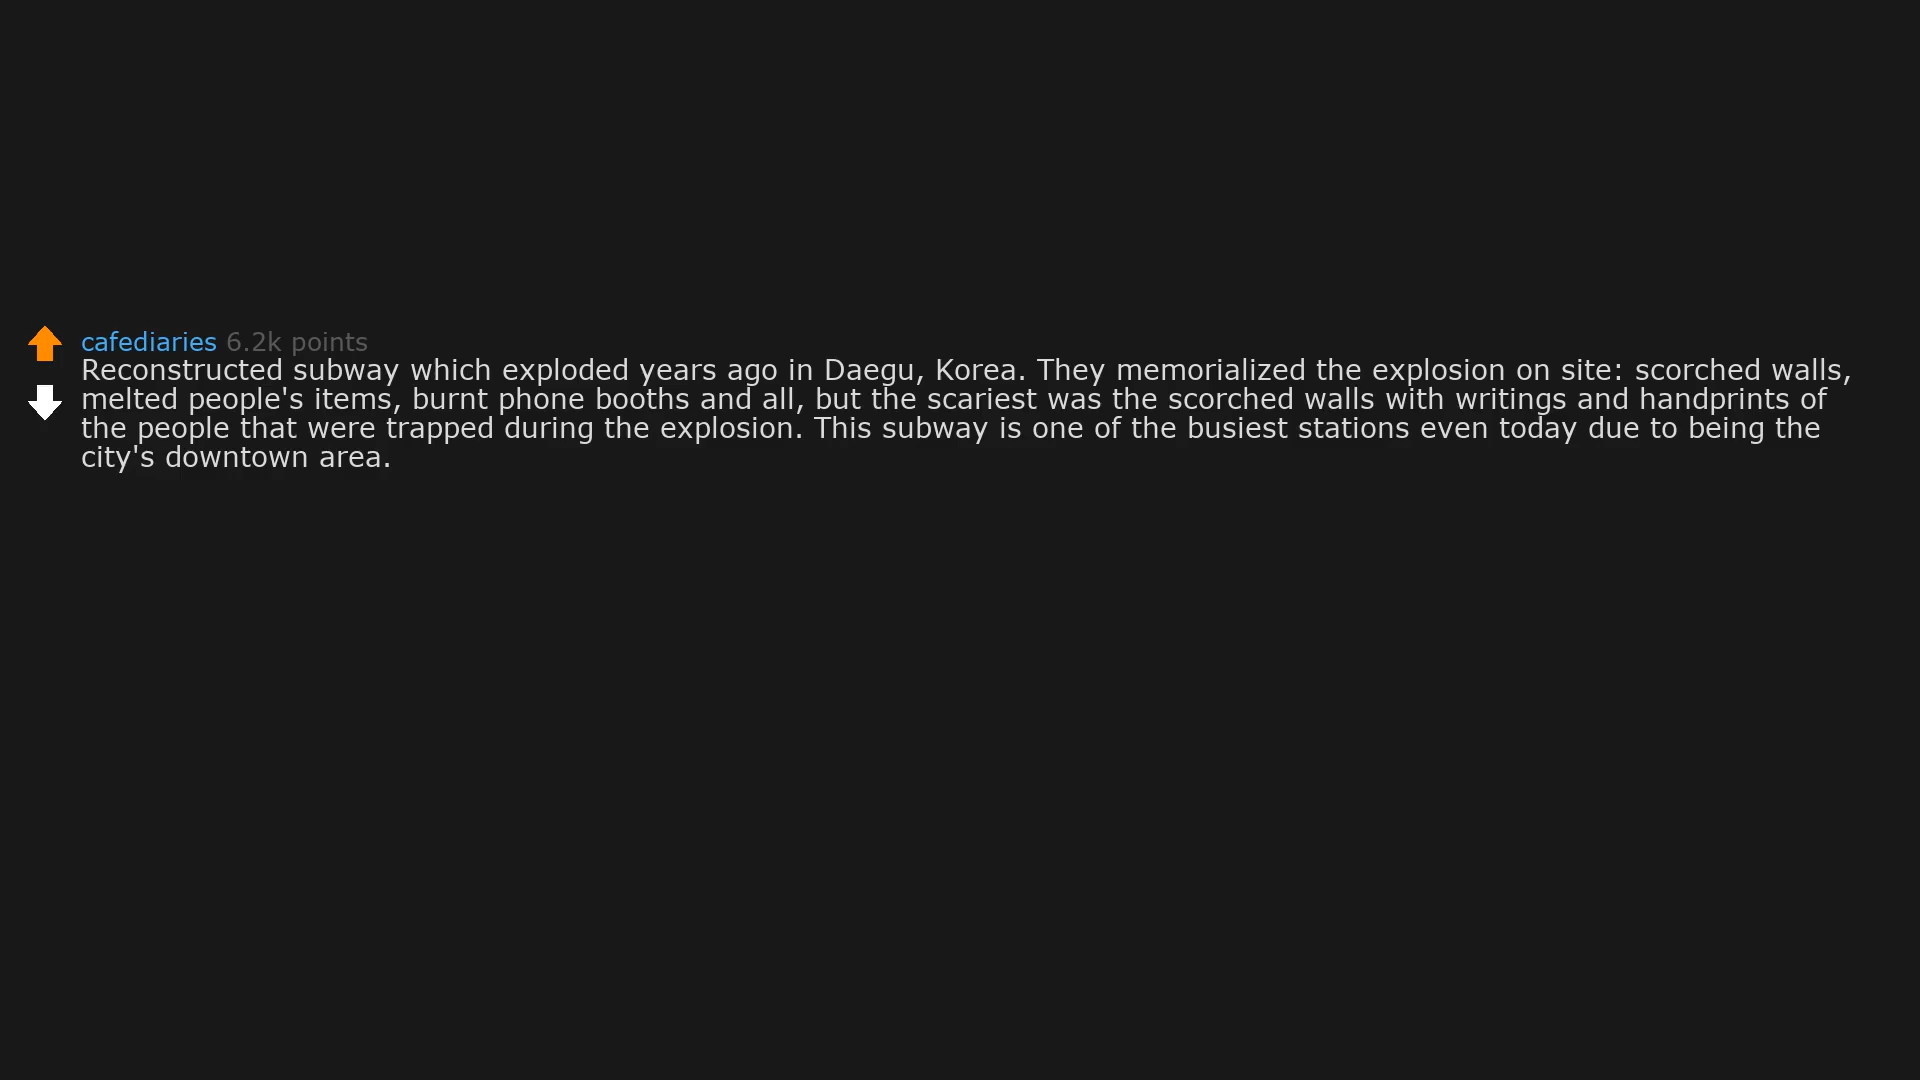 cafediaries 6.2k points
Reconstructed subway which exploded years ago in Daegu, Korea. They memorialized the explosion on site: scorched walls,
melted people's items, burnt phone booths and all, but the scariest was the scorched walls with writings and handprints of
the people that were trapped during the explosion. This subway is one of the busiest stations even today due to being the
city's downtown area.